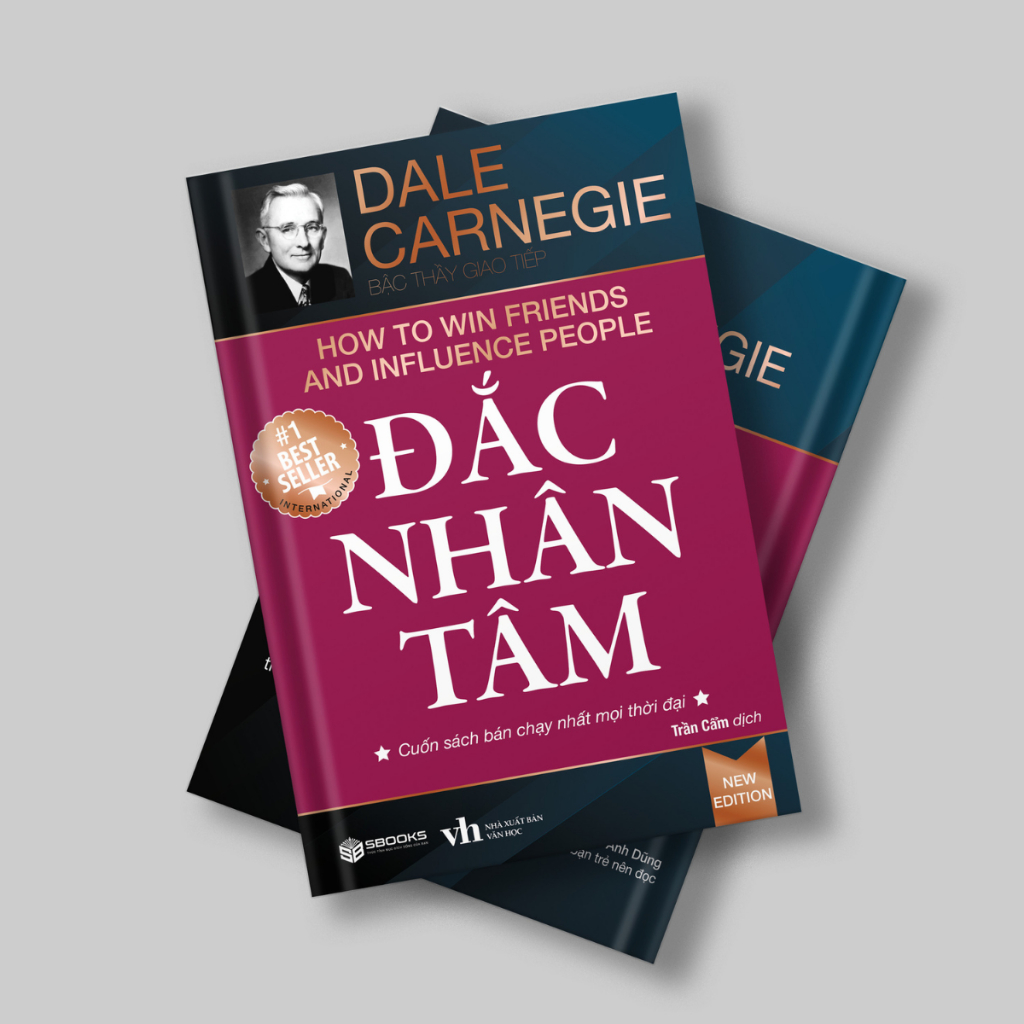 DALE
CARNEGIE
BẬC THẦY GIAO TIẾP
HOW TO WIN FRIENDS
AND INFLUENCE PEOPLE
#1
BEST
SELLER
INTERNATIONAL
ĐẮC
NHÂN
TÂM
Cuốn sách bán chạy nhất mọi thời đại
Trần Cẩm dịch
NEW
EDITION
SBOOKS
vh NHÀ XUẤT BẢN
VĂN HỌC
GIE
Anh Dũng
bạn trẻ nên đọc